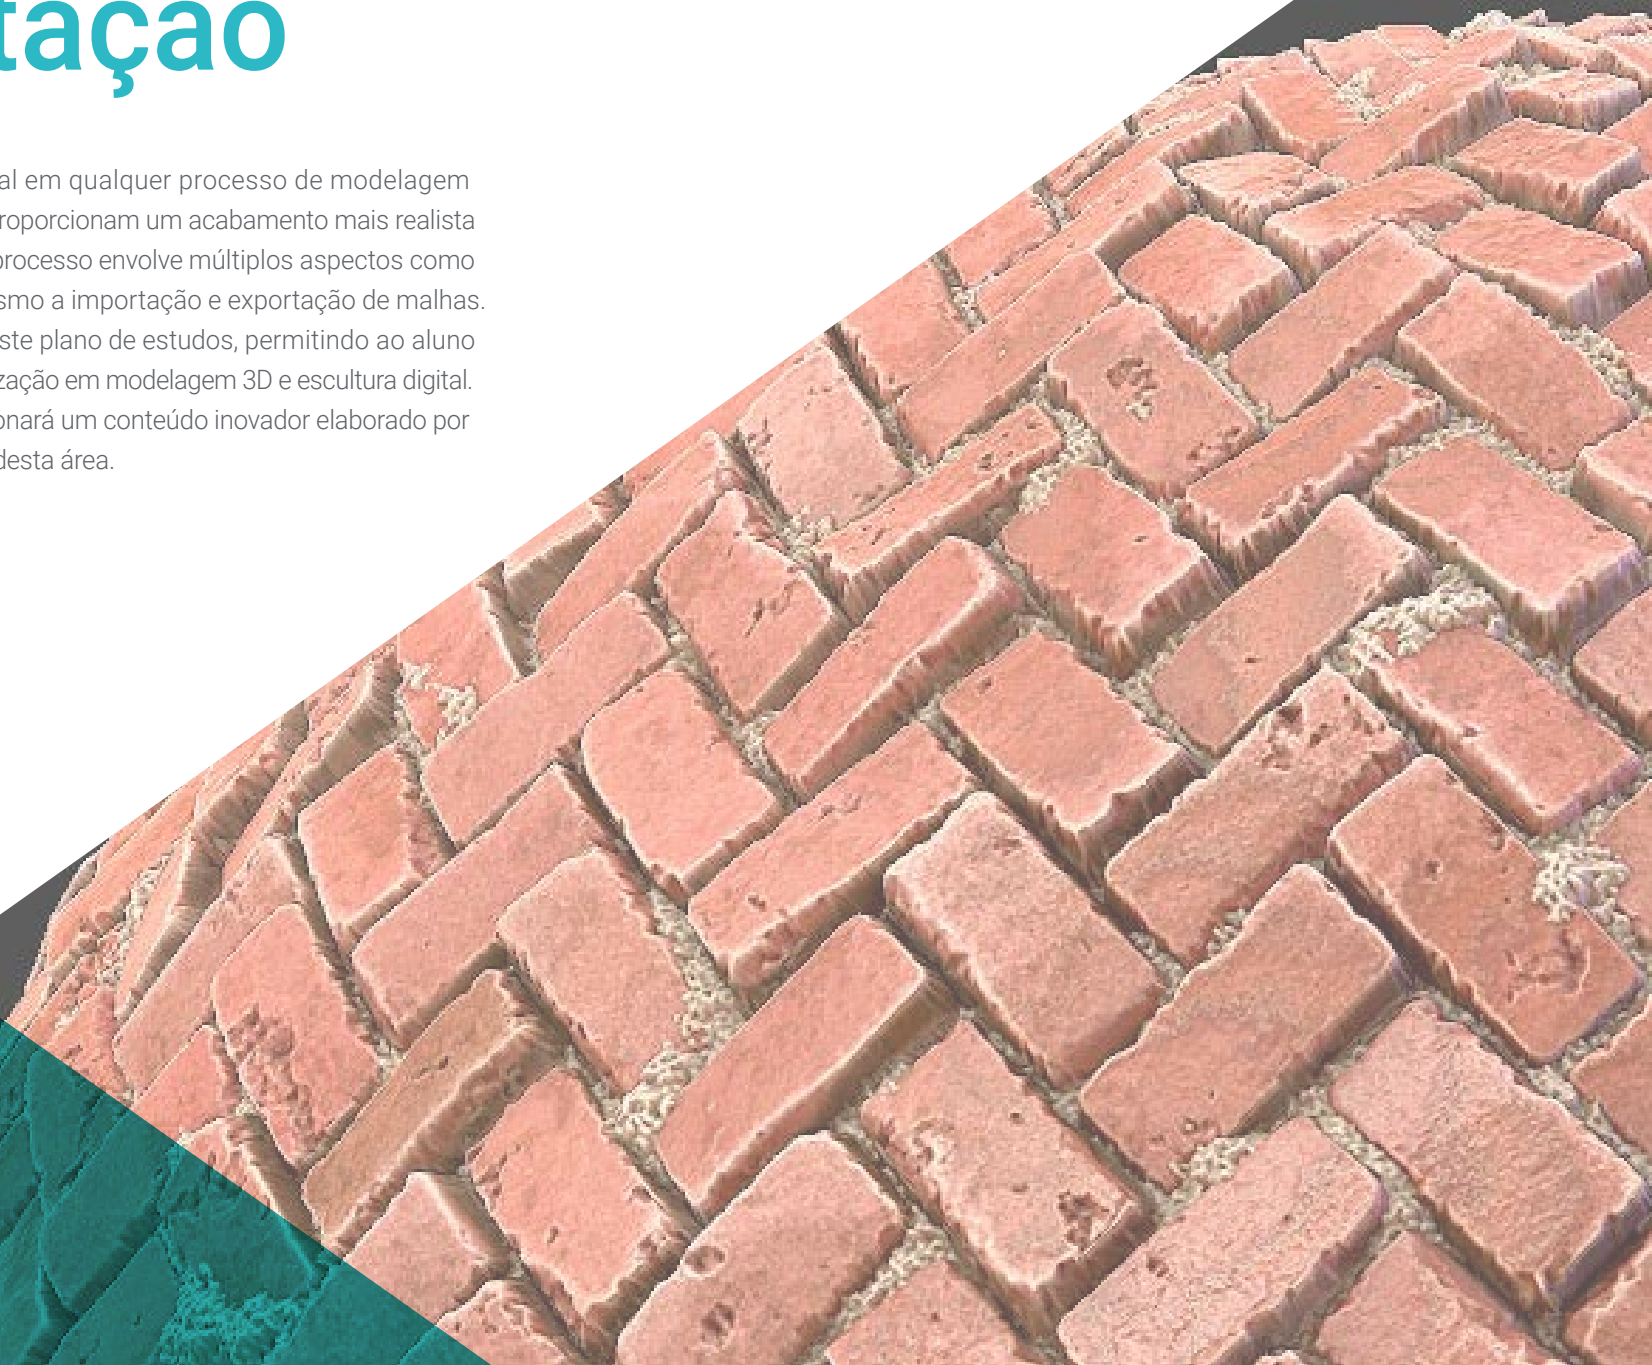 tação
al em qualquer processo de modelagem
roporcionam um acabamento mais realista
processo envolve múltiplos aspectos como
smo a importação e exportação de malhas.
ste plano de estudos, permitindo ao aluno
zação em modelagem 3D e escultura digital.
onará um conteúdo inovador elaborado por
desta área.